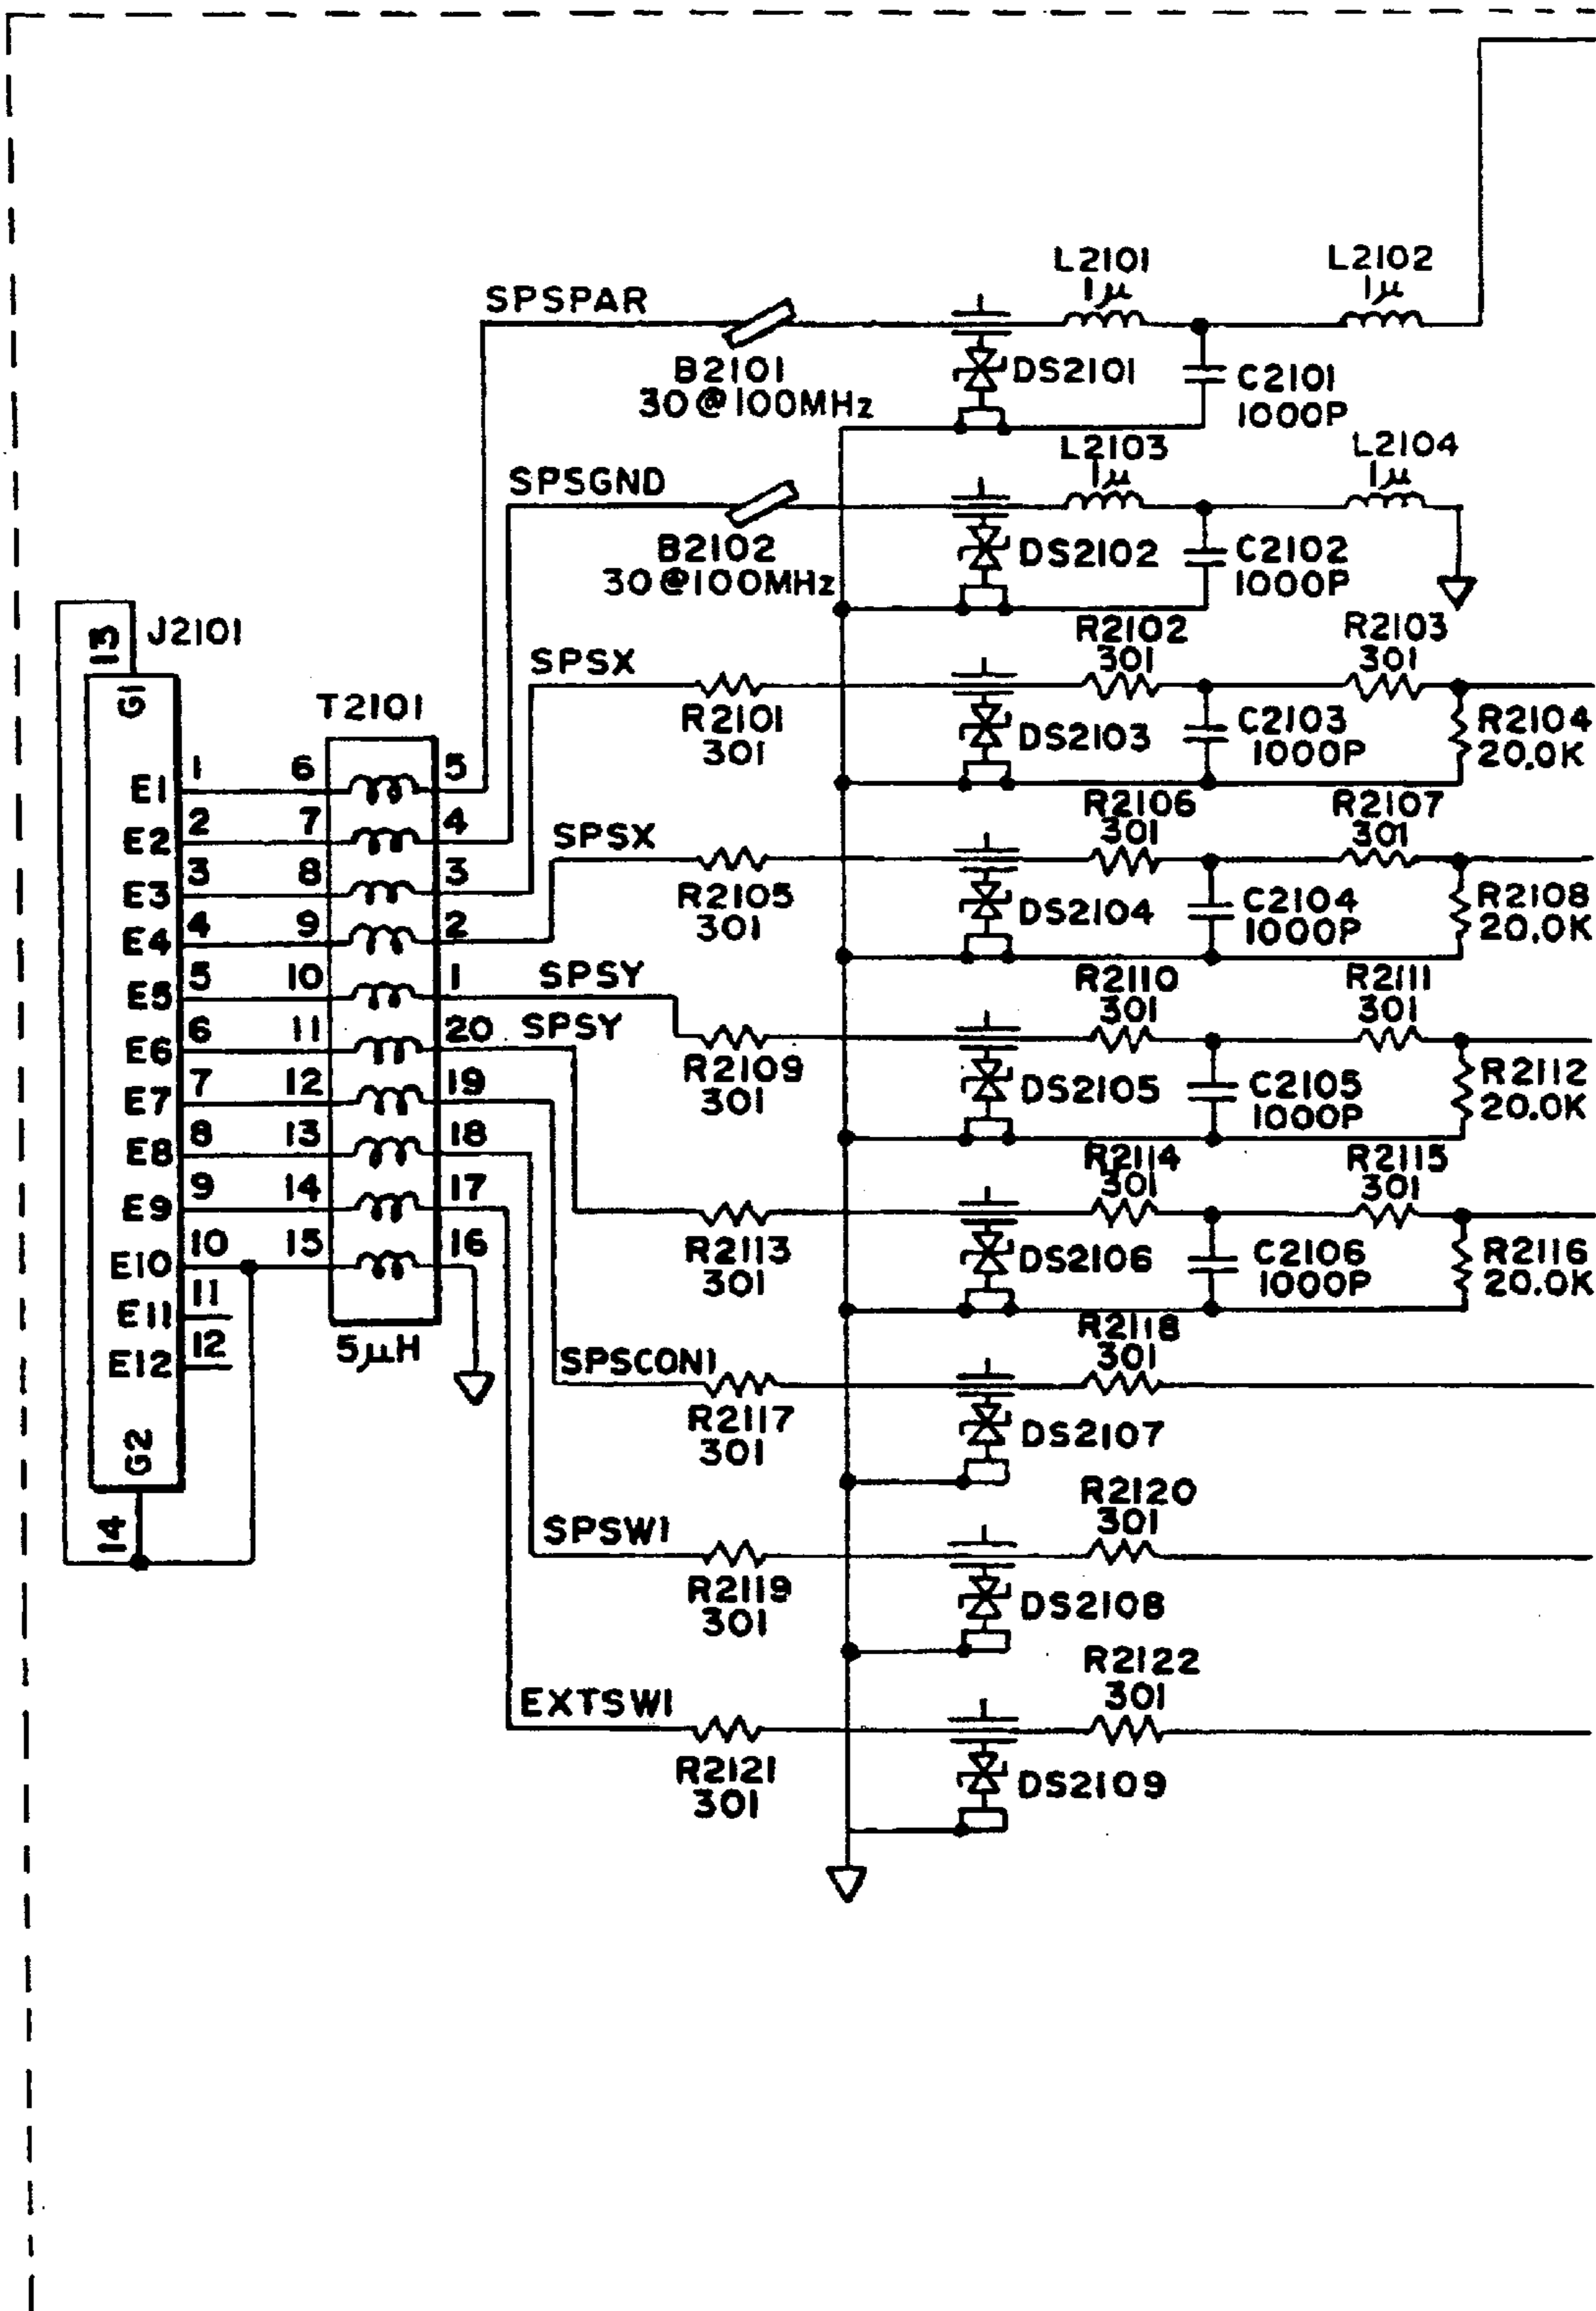 L2101
1μ
L2102
1μ
SPSPAR
B2101
30@100MHz
DS2101
C2101
1000P
L2103
1μ
L2104
1μ
SPSGND
B2102
30@100MHz
DS2102
C2102
1000P
13
J2101
G1
R2102
301
R2103
301
SPSX
R2101
301
DS2103
C2103
1000P
R2104
20.0K
T2101
E1 1 6 5
E2 2 7 4
E3 3 8 3
E4 4 9 2
E5 5 10 1
E6 6 11 20
E7 7 12 19
E8 8 13 18
E9 9 14 17
E10 10 15 16
E11 11
E12 12
5μH
G2
14
R2106
301
R2107
301
SPSX
R2105
301
DS2104
C2104
1000P
R2108
20.0K
R2110
301
R2111
301
SPSY
SPSY
R2109
301
DS2105
C2105
1000P
R2112
20.0K
R2114
301
R2115
301
R2113
301
DS2106
C2106
1000P
R2116
20.0K
R2118
301
SPSCON1
R2117
301
DS2107
R2120
301
SPSW1
R2119
301
DS2108
R2122
301
EXTSW1
R2121
301
DS2109